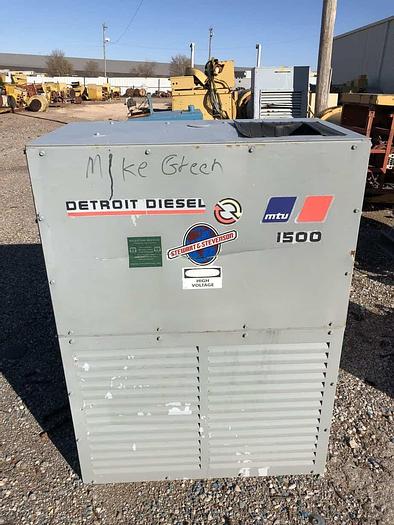 Mike Green
DETROIT DIESEL
mtu
1500
STEWART & STEVENSON
HIGH
VOLTAGE